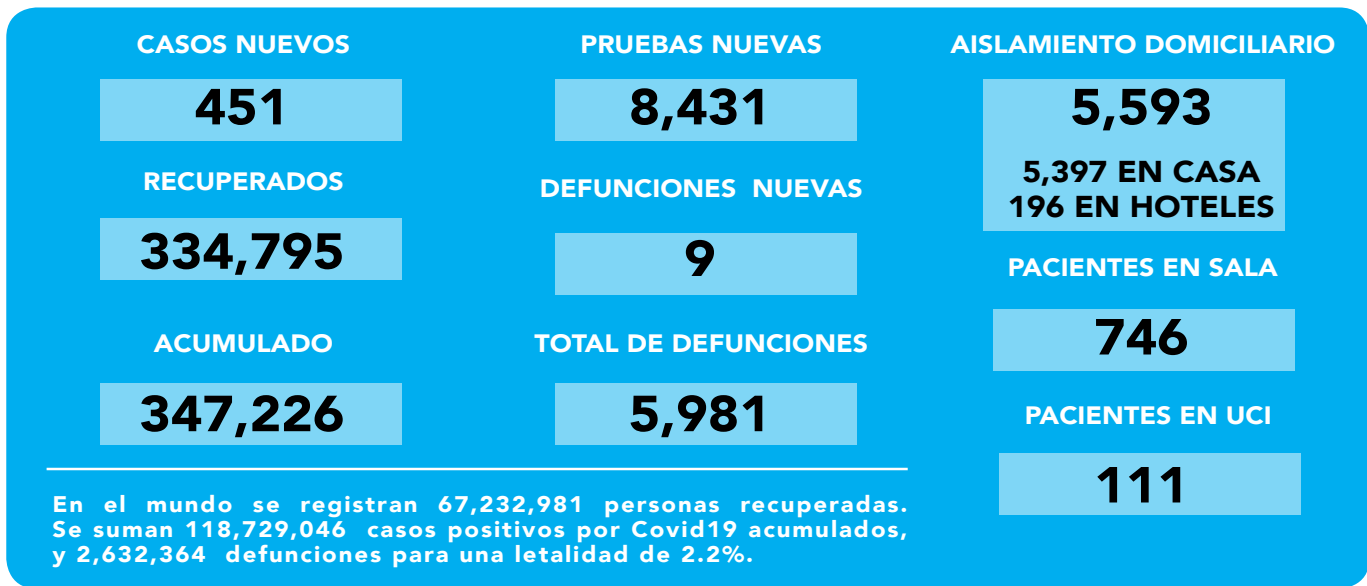 CASOS NUEVOS
451
RECUPERADOS
334,795
ACUMULADO
347,226
PRUEBAS NUEVAS
8,431
DEFUNCIONES NUEVAS
9
TOTAL DE DEFUNCIONES
5,981
AISLAMIENTO DOMICILIARIO
5,593
5,397 EN CASA
196 EN HOTELES
PACIENTES EN SALA
746
PACIENTES EN UCI
111
En el mundo se registran 67,232,981 personas recuperadas.
Se suman 118,729,046 casos positivos por Covid19 acumulados,
y 2,632,364 defunciones para una letalidad de 2.2%.